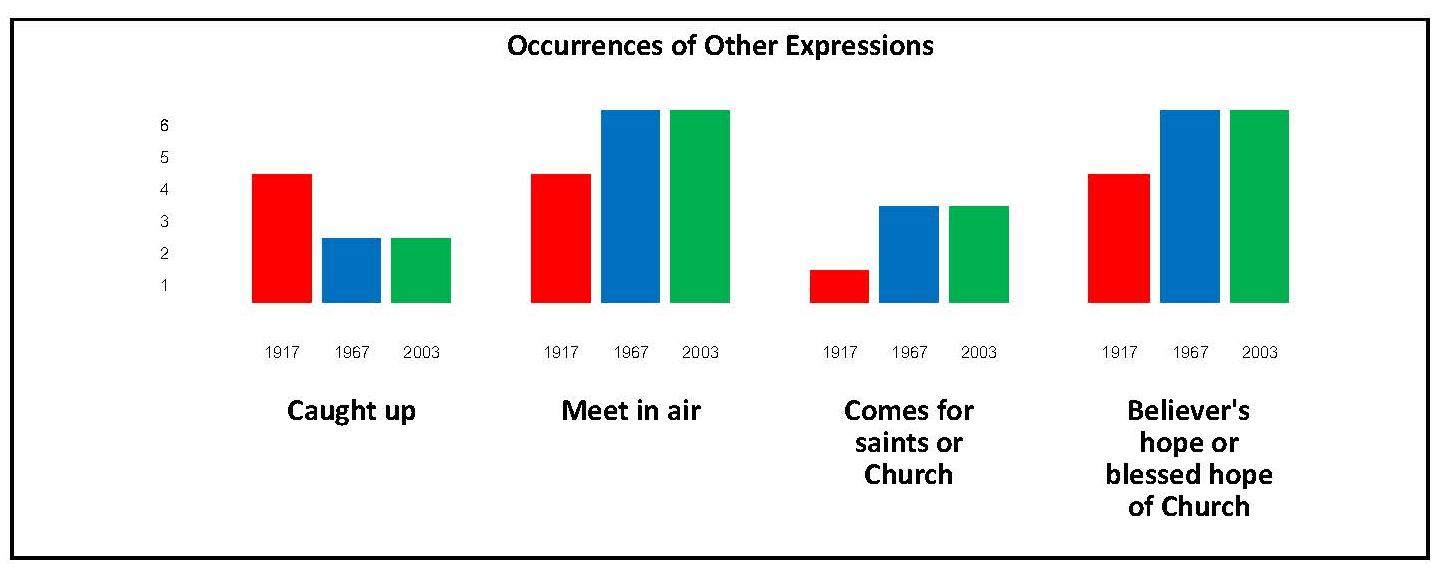 Occurrences of Other Expressions
6
5
4
3
2
1
1917 1967 2003 1917 1967 2003 1917 1967 2003 1917 1967 2003
Caught up
Meet in air
Comes for
saints or
Church
Believer's
hope or
blessed hope
of Church